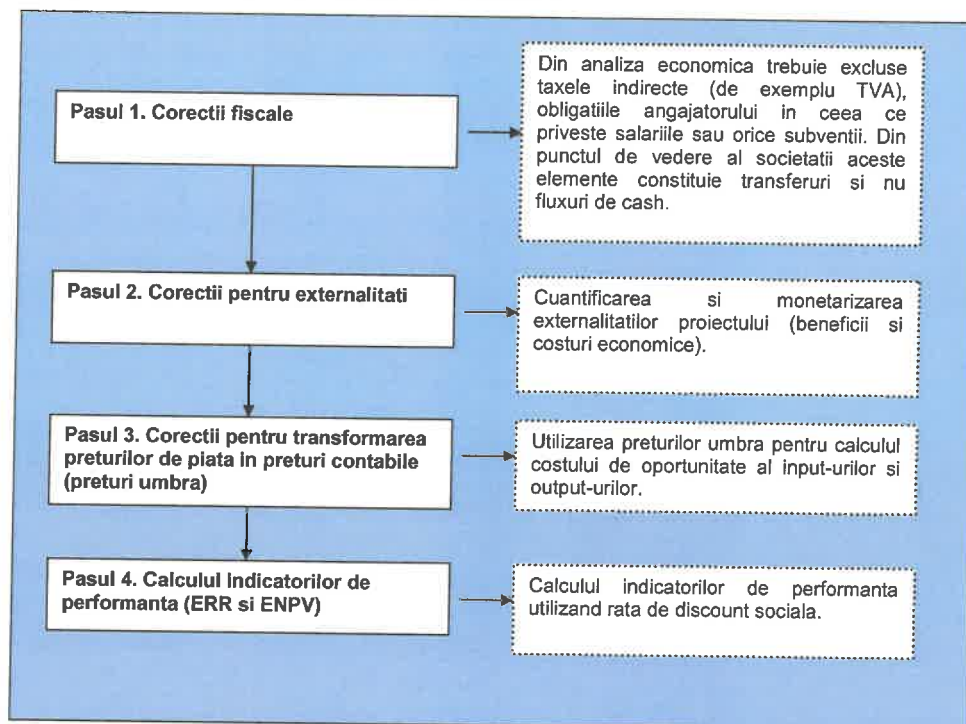 Pasul 1. Corectii fiscale
Din analiza economica trebuie excluse
taxele indirecte (de exemplu TVA),
obligatiile angajatorului in ceea ce
priveste salariile sau orice subventii. Din
punctul de vedere al societatii aceste
elemente constituie transferuri si nu
fluxuri de cash.
Pasul 2. Corectii pentru externalitati
Cuantificarea si monetarizarea
externalitatilor proiectului (beneficii si
costuri economice).
Pasul 3. Corectii pentru transformarea
preturilor de piata in preturi contabile
(preturi umbra)
Utilizarea preturilor umbra pentru calculul
costului de oportunitate al input-urilor si
output-urilor.
Pasul 4. Calculul indicatorilor de
performanta (ERR si ENPV)
Calculul indicatorilor de performanta
utilizand rata de discount sociala.